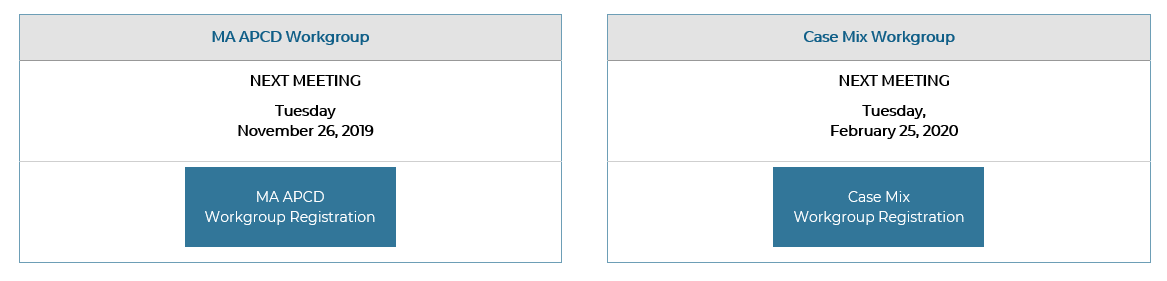 MA APCD Workgroup
NEXT MEETING
Tuesday
November 26, 2019
MA APCD
Workgroup Registration
Case Mix Workgroup
NEXT MEETING
Tuesday,
February 25, 2020
Case Mix
Workgroup Registration